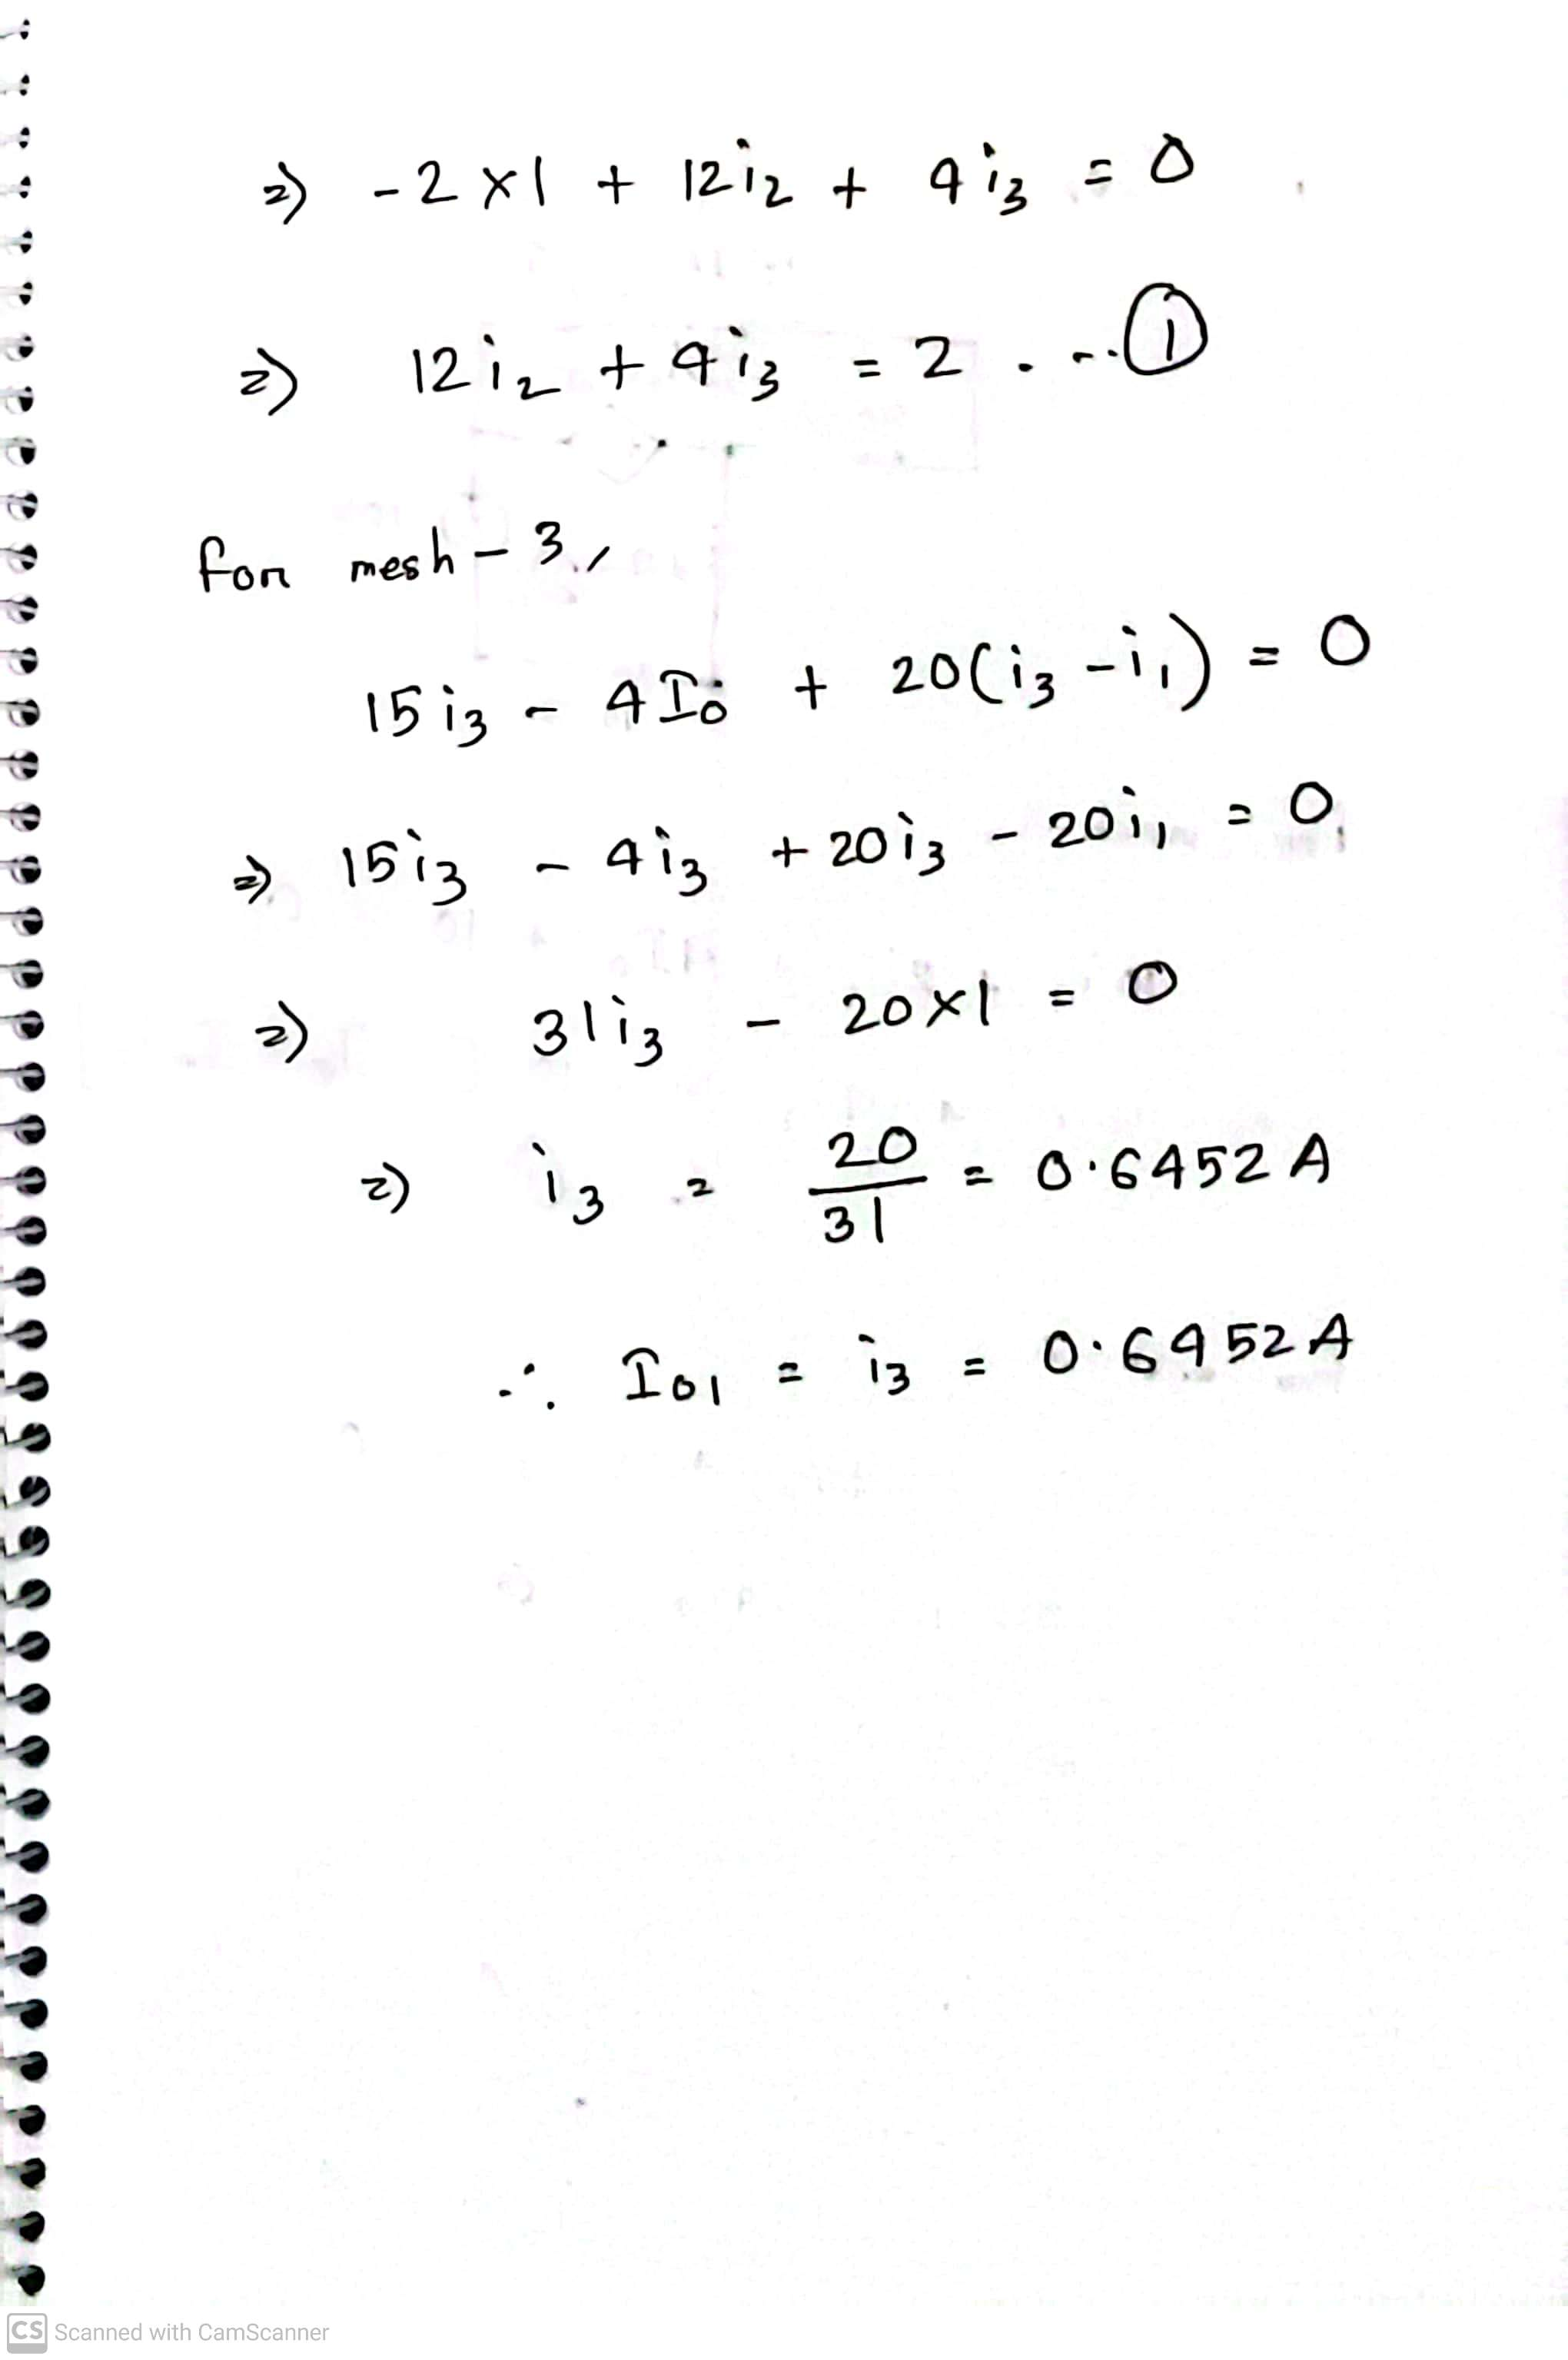 ⇒ -2 × 1 + 12i₂ + 4i₃ = 0
⇒ 12i₂ + 4i₃ = 2 ... ①
for mesh - 3,
15i₃ - 4I₀ + 20(i₃ - i₁) = 0
⇒ 15i₃ - 4i₃ + 20i₃ - 20i₁ = 0
⇒ 31i₃ - 20×1 = 0
⇒ i₃ = 20/31 = 0.6452 A
∴ I₀₁ = i₃ = 0.6452 A
CS Scanned with CamScanner